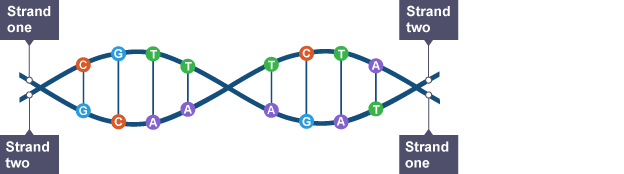 Strand
one
Strand
two
C G T T T C T A
G C A A A G A T
Strand
two
Strand
one